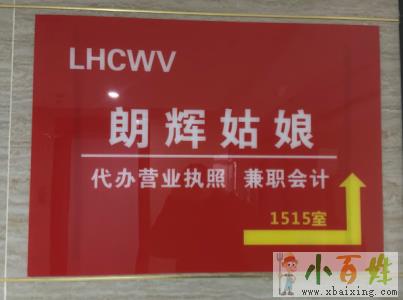 LHCWV
朗辉姑娘
代办营业执照 兼职会计
1515室
小百姓
www.xbaixing.com